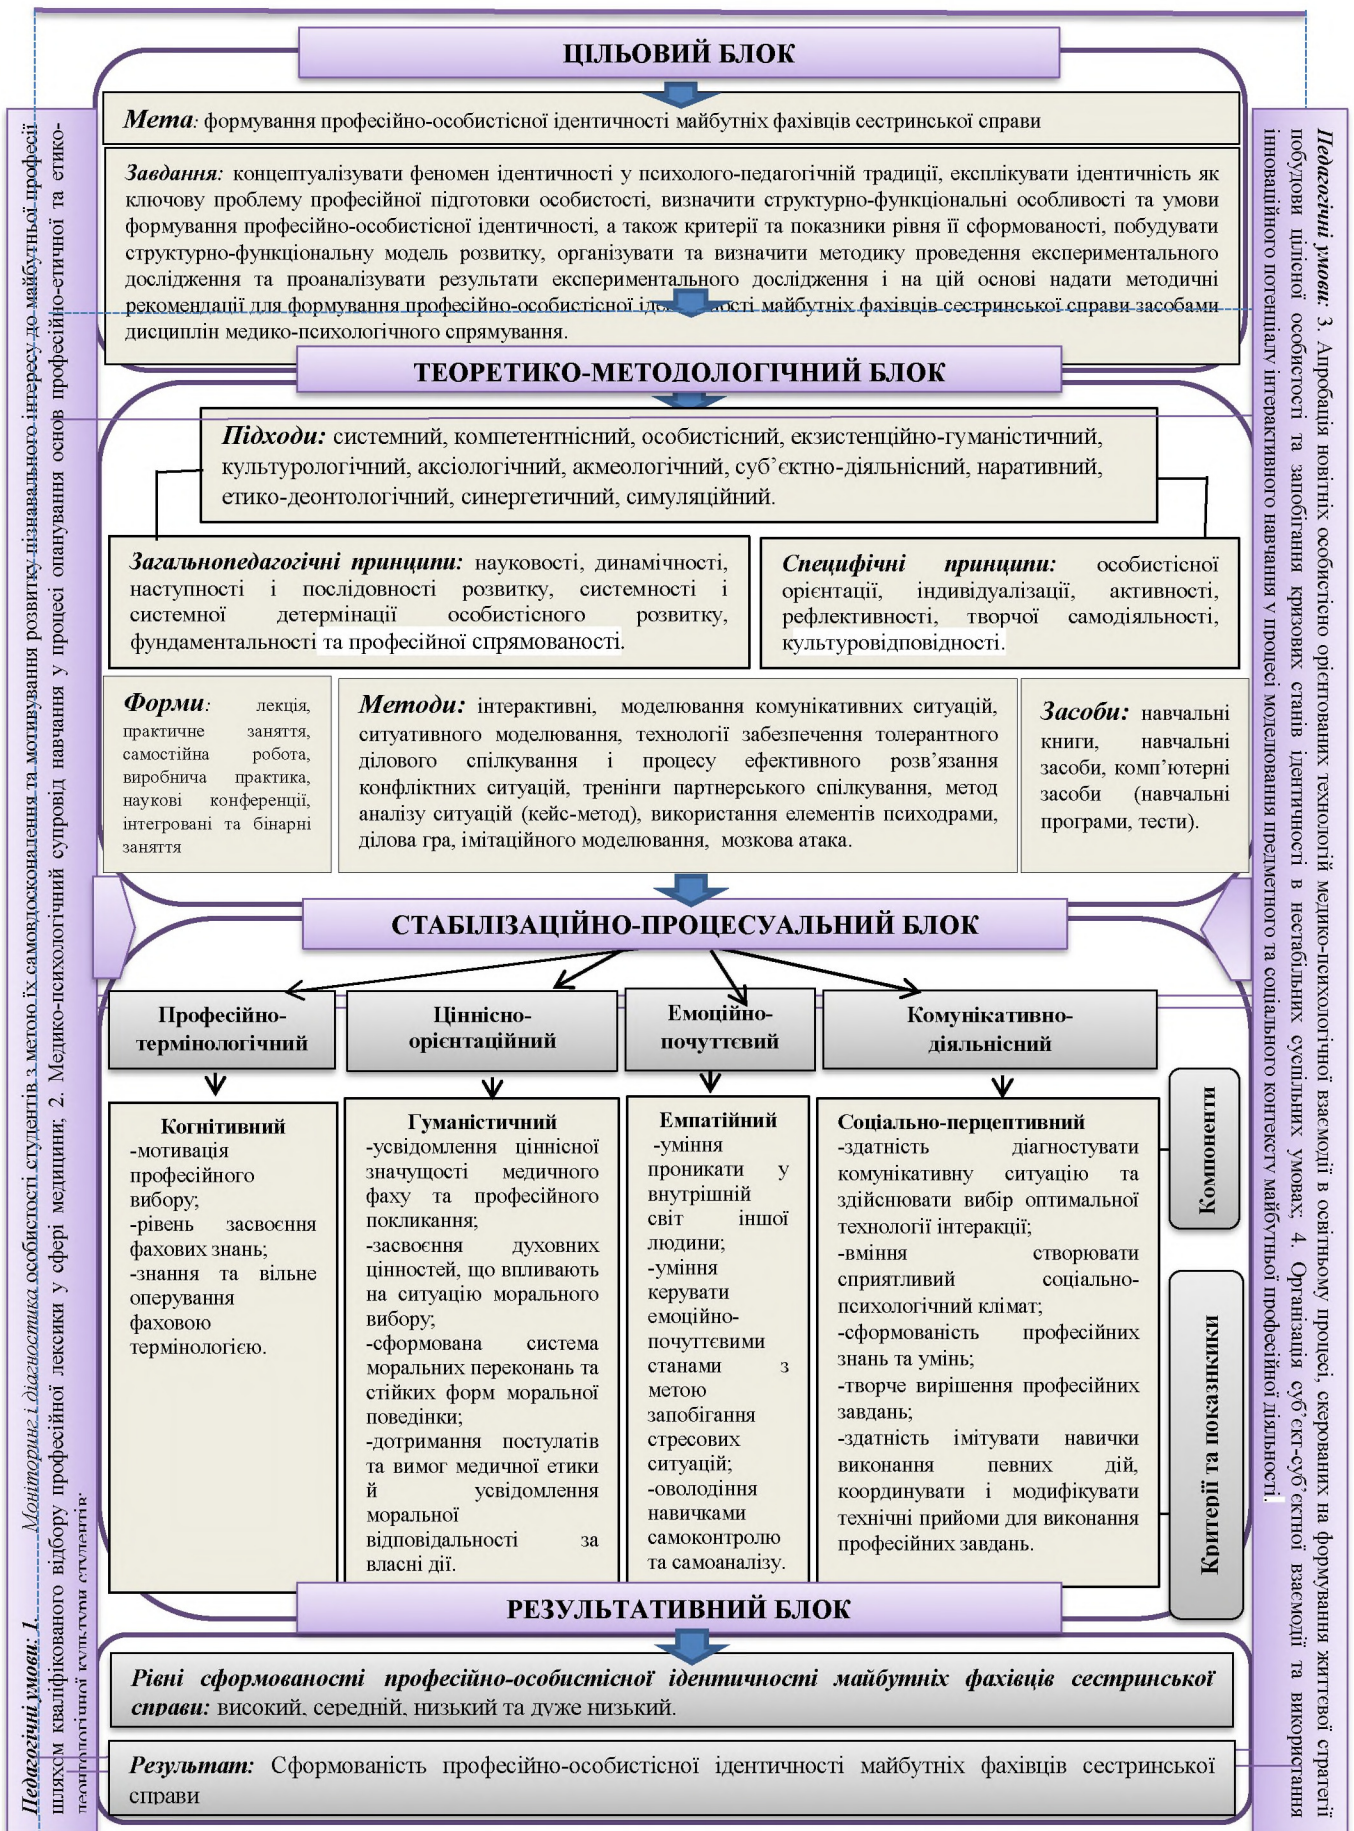 ЦІЛЬОВИЙ БЛОК
Мета: формування професійно-особистісної ідентичності майбутніх фахівців сестринської справи
Завдання: концептуалізувати феномен ідентичності у психолого-педагогічній традиції, експлікувати ідентичність як
ключову проблему професійної підготовки особистості, визначити структурно-функціональні особливості та умови
формування професійно-особистісної ідентичності, а також критерії та показники рівня її сформованості, побудувати
структурно-функціональну модель розвитку, організувати та визначити методику проведення експериментального
дослідження та проаналізувати результати експериментального дослідження і на цій основі надати методичні
рекомендації для формування професійно-особистісної ідентичності майбутніх фахівців сестринської справи засобами
дисциплін медико-психологічного спрямування.
ТЕОРЕТИКО-МЕТОДОЛОГІЧНИЙ БЛОК
Підходи: системний, компетентнісний, особистісний, екзистенційно-гуманістичний,
культурологічний, аксіологічний, акмеологічний, суб’єктно-діяльнісний, наративний,
етико-деонтологічний, синергетичний, симуляційний.
Загальнопедагогічні принципи: науковості, динамічності,
наступності і послідовності розвитку, системності і
системної детермінації особистісного розвитку,
фундаментальності та професійної спрямованості.
Специфічні принципи: особистісної
орієнтації, індивідуалізації, активності,
рефлективності, творчої самодіяльності,
культуровідповідності.
Форми: лекція,
практичне заняття,
самостійна робота,
виробнича практика,
наукові конференції,
інтегровані та бінарні
заняття
Методи: інтерактивні, моделювання комунікативних ситуацій,
ситуативного моделювання, технології забезпечення толерантного
ділового спілкування і процесу ефективного розв’язання
конфліктних ситуацій, тренінги партнерського спілкування, метод
аналізу ситуацій (кейс-метод), використання елементів психодрами,
ділова гра, імітаційного моделювання, мозкова атака.
Засоби: навчальні
книги, навчальні
засоби, комп’ютерні
засоби (навчальні
програми, тести).
СТАБІЛІЗАЦІЙНО-ПРОЦЕСУАЛЬНИЙ БЛОК
Професійно-
термінологічний
Ціннісно-
орієнтаційний
Емоційно-
почуттєвий
Комунікативно-
діяльнісний
Когнітивний
-мотивація
професійного
вибору;
-рівень засвоєння
фахових знань;
-знання та вільне
оперування
фаховою
термінологією.
Гуманістичний
-усвідомлення ціннісної
значущості медичного
фаху та професійного
покликання;
-засвоєння духовних
цінностей, що впливають
на ситуацію морального
вибору;
-сформована система
моральних переконань та
стійких форм моральної
поведінки;
-дотримання постулатів
та вимог медичної етики
й усвідомлення
моральної
відповідальності за
власні дії.
Емпатійний
-уміння
проникати у
внутрішній
світ іншої
людини;
-уміння
керувати
емоційно-
почуттєвими
станами з
метою
запобігання
стресових
ситуацій;
-оволодіння
навичками
самоконтролю
та самоаналізу.
Соціально-перцептивний
-здатність діагностувати
комунікативну ситуацію та
здійснювати вибір оптимальної
технології інтеракції;
-вміння створювати
сприятливий соціально-
психологічний клімат;
-сформованість професійних
знань та умінь;
-творче вирішення професійних
завдань;
-здатність імітувати навички
виконання певних дій,
координувати і модифікувати
технічні прийоми для виконання
професійних завдань.
Компоненти
Критерії та показники
РЕЗУЛЬТАТИВНИЙ БЛОК
Рівні сформованості професійно-особистісної ідентичності майбутніх фахівців сестринської
справи: високий, середній, низький та дуже низький.
Результат: Сформованість професійно-особистісної ідентичності майбутніх фахівців сестринської
справи
Педагогічні умови: 1. Моніторинг і діагностика особистості студентів з метою їх самовдосконалення та мотивування розвитку пізнавального інтересу до майбутньої професії
шляхом кваліфікованого відбору професійної лексики у сфері медицини; 2. Медико-психологічний супровід навчання у процесі опанування основ професійно-етичної та етико-
деонтологічної культури студентів;
Педагогічні умови: 3. Апробація новітніх особистісно орієнтованих технологій медико-психологічної взаємодії в освітньому процесі, скерованих на формування життєвої стратегії
побудови цілісної особистості та запобігання кризових станів ідентичності в нестабільних суспільних умовах; 4. Організація суб’єкт-суб’єктної взаємодії та використання
інноваційного потенціалу інтерактивного навчання у процесі моделювання предметного та соціального контексту майбутньої професійної діяльності.